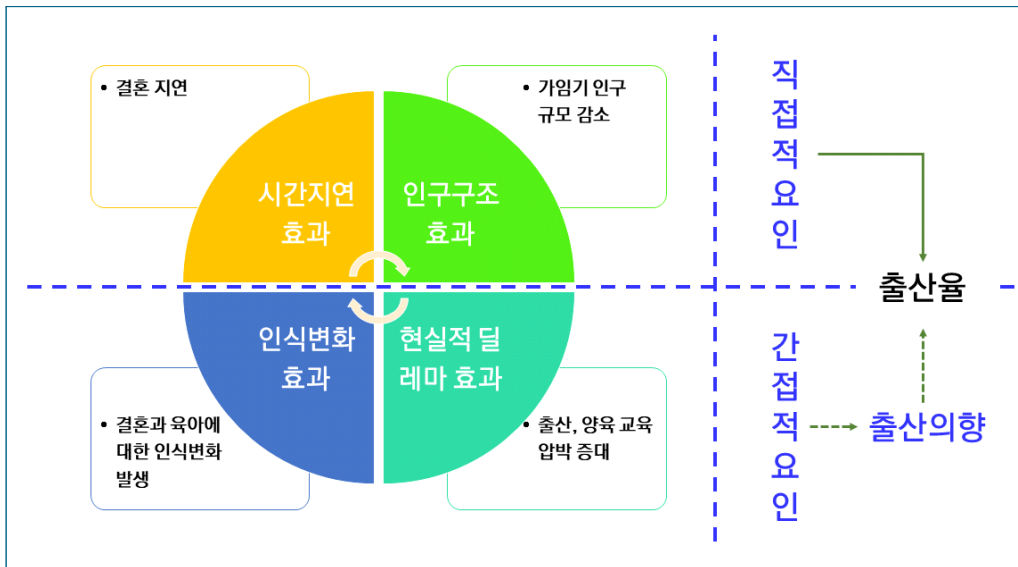 • 결혼 지연
• 가임기 인구
규모 감소
시간지연
효과
인구구조
효과
인식변화
효과
현실적 딜
레마 효과
• 결혼과 육아에
대한 인식변화
발생
• 출산, 양육 교육
압박 증대
직접적요인
출산율
간접적요인
출산의향